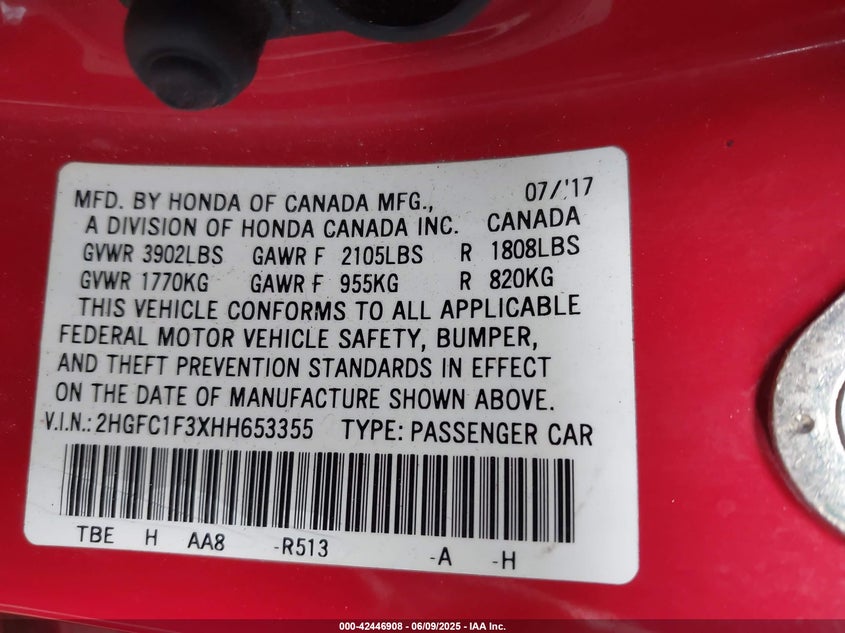 MFD. BY HONDA OF CANADA MFG., 07/'17
A DIVISION OF HONDA CANADA INC. CANADA
GVWR 3902LBS GAWR F 2105LBS R 1808LBS
GVWR 1770KG GAWR F 955KG R 820KG
THIS VEHICLE CONFORMS TO ALL APPLICABLE
FEDERAL MOTOR VEHICLE SAFETY, BUMPER,
AND THEFT PREVENTION STANDARDS IN EFFECT
ON THE DATE OF MANUFACTURE SHOWN ABOVE.
V.I.N.: 2HGFC1F3XHH653355 TYPE: PASSENGER CAR
TBE H AA8 -R513 -A -H
000-42446908 - 06/09/2025 - IAA Inc.